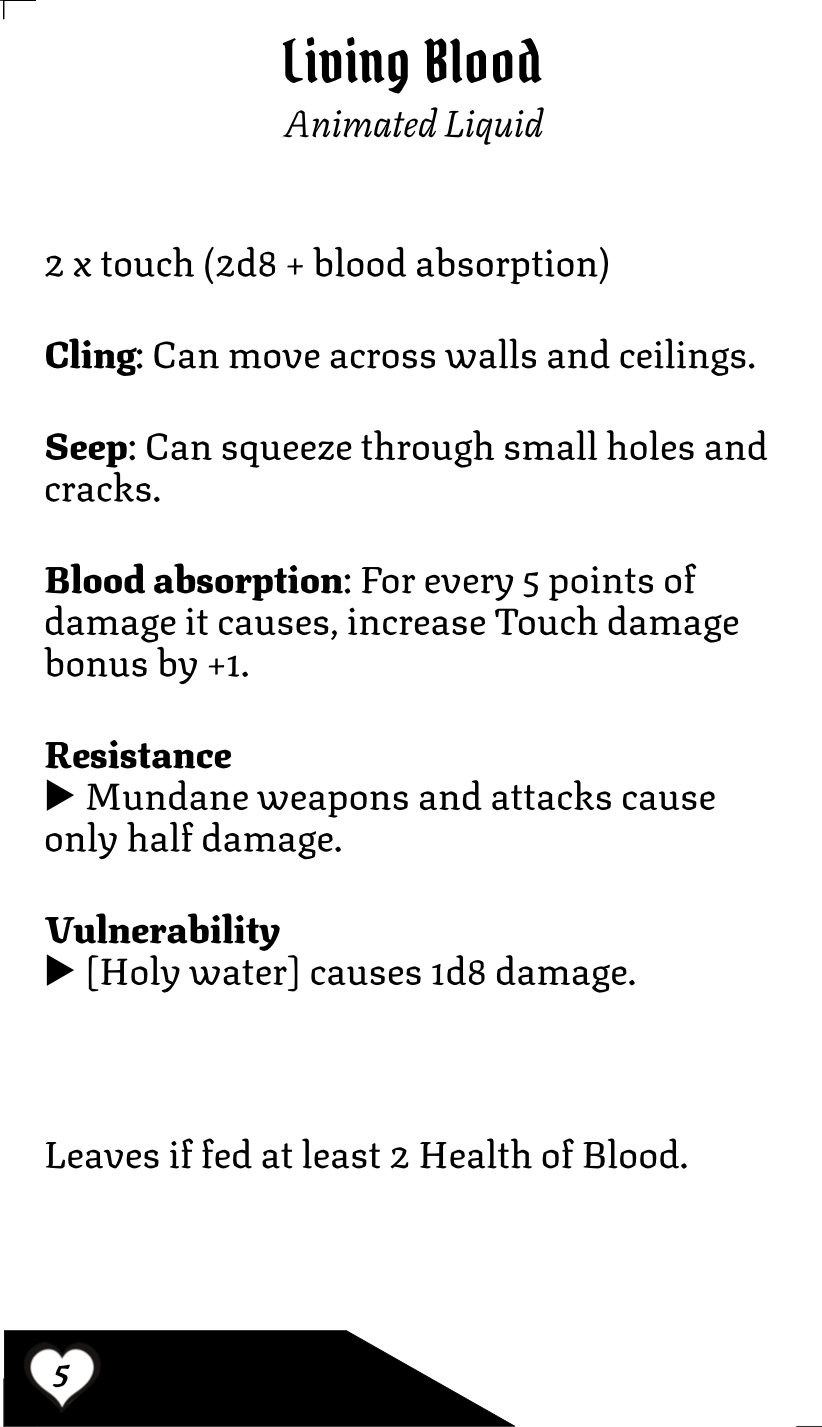 Living Blood
Animated Liquid
2 x touch (2d8 + blood absorption)
Cling: Can move across walls and ceilings.
Seep: Can squeeze through small holes and
cracks.
Blood absorption: For every 5 points of
damage it causes, increase Touch damage
bonus by +1.
Resistance
▶ Mundane weapons and attacks cause
only half damage.
Vulnerability
▶ [Holy water] causes 1d8 damage.
Leaves if fed at least 2 Health of Blood.
5